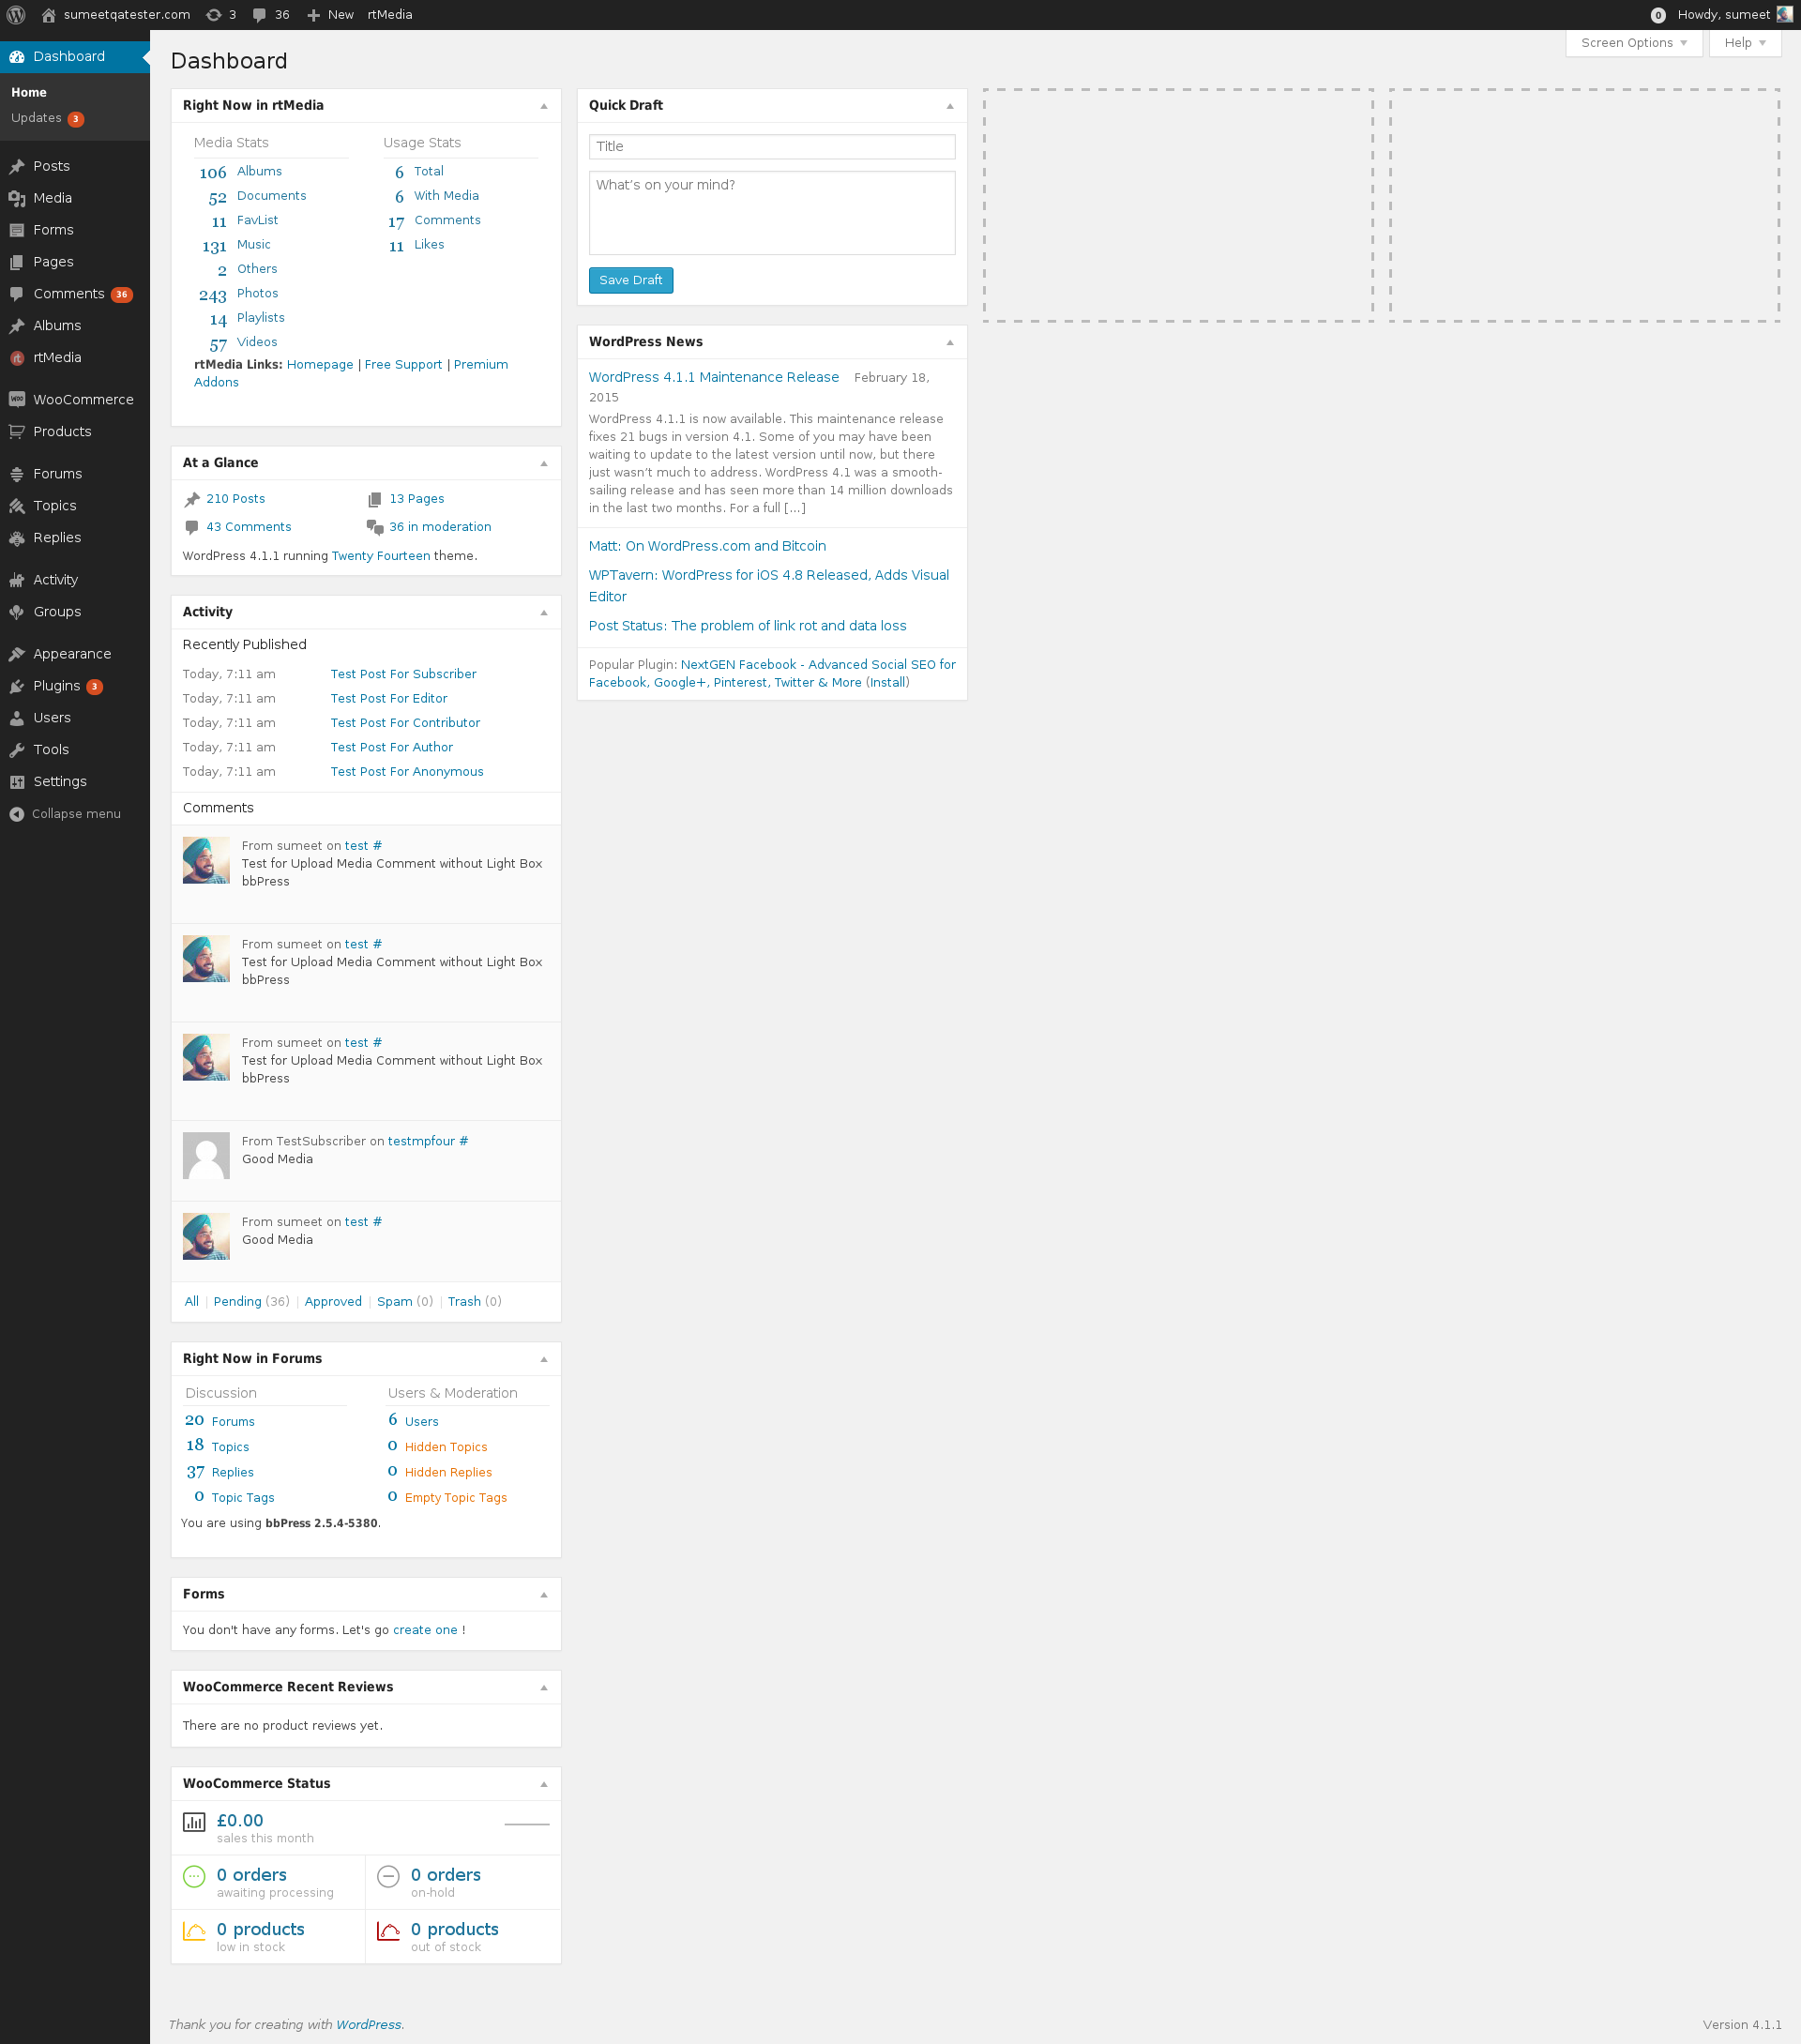 sumeetqatester.com 3 36 New rtMedia 0 Howdy, sumeet
Screen Options Help
Dashboard
Home
Updates 3
Posts
Media
Forms
Pages
Comments 36
Albums
rtMedia
WooCommerce
Products
Forums
Topics
Replies
Activity
Groups
Appearance
Plugins 3
Users
Tools
Settings
Collapse menu
Dashboard
Right Now in rtMedia
Media Stats
106 Albums
52 Documents
11 FavList
131 Music
2 Others
243 Photos
14 Playlists
57 Videos
Usage Stats
6 Total
6 With Media
17 Comments
11 Likes
rtMedia Links: Homepage | Free Support | Premium
Addons
At a Glance
210 Posts 13 Pages
43 Comments 36 in moderation
WordPress 4.1.1 running Twenty Fourteen theme.
Activity
Recently Published
Today, 7:11 am Test Post For Subscriber
Today, 7:11 am Test Post For Editor
Today, 7:11 am Test Post For Contributor
Today, 7:11 am Test Post For Author
Today, 7:11 am Test Post For Anonymous
Comments
From sumeet on test #
Test for Upload Media Comment without Light Box
bbPress
From sumeet on test #
Test for Upload Media Comment without Light Box
bbPress
From sumeet on test #
Test for Upload Media Comment without Light Box
bbPress
From TestSubscriber on testmpfour #
Good Media
From sumeet on test #
Good Media
All | Pending (36) | Approved | Spam (0) | Trash (0)
Right Now in Forums
Discussion
20 Forums
18 Topics
37 Replies
0 Topic Tags
Users & Moderation
6 Users
0 Hidden Topics
0 Hidden Replies
0 Empty Topic Tags
You are using bbPress 2.5.4-5380.
Forms
You don't have any forms. Let's go create one !
WooCommerce Recent Reviews
There are no product reviews yet.
WooCommerce Status
£0.00
sales this month
0 orders
awaiting processing
0 orders
on-hold
0 products
low in stock
0 products
out of stock
Quick Draft
Title
What's on your mind?
Save Draft
WordPress News
WordPress 4.1.1 Maintenance Release February 18,
2015
WordPress 4.1.1 is now available. This maintenance release
fixes 21 bugs in version 4.1. Some of you may have been
waiting to update to the latest version until now, but there
just wasn't much to address. WordPress 4.1 was a smooth-
sailing release and has seen more than 14 million downloads
in the last two months. For a full […]
Matt: On WordPress.com and Bitcoin
WPTavern: WordPress for iOS 4.8 Released, Adds Visual
Editor
Post Status: The problem of link rot and data loss
Popular Plugin: NextGEN Facebook - Advanced Social SEO for
Facebook, Google+, Pinterest, Twitter & More (Install)
Thank you for creating with WordPress. Version 4.1.1